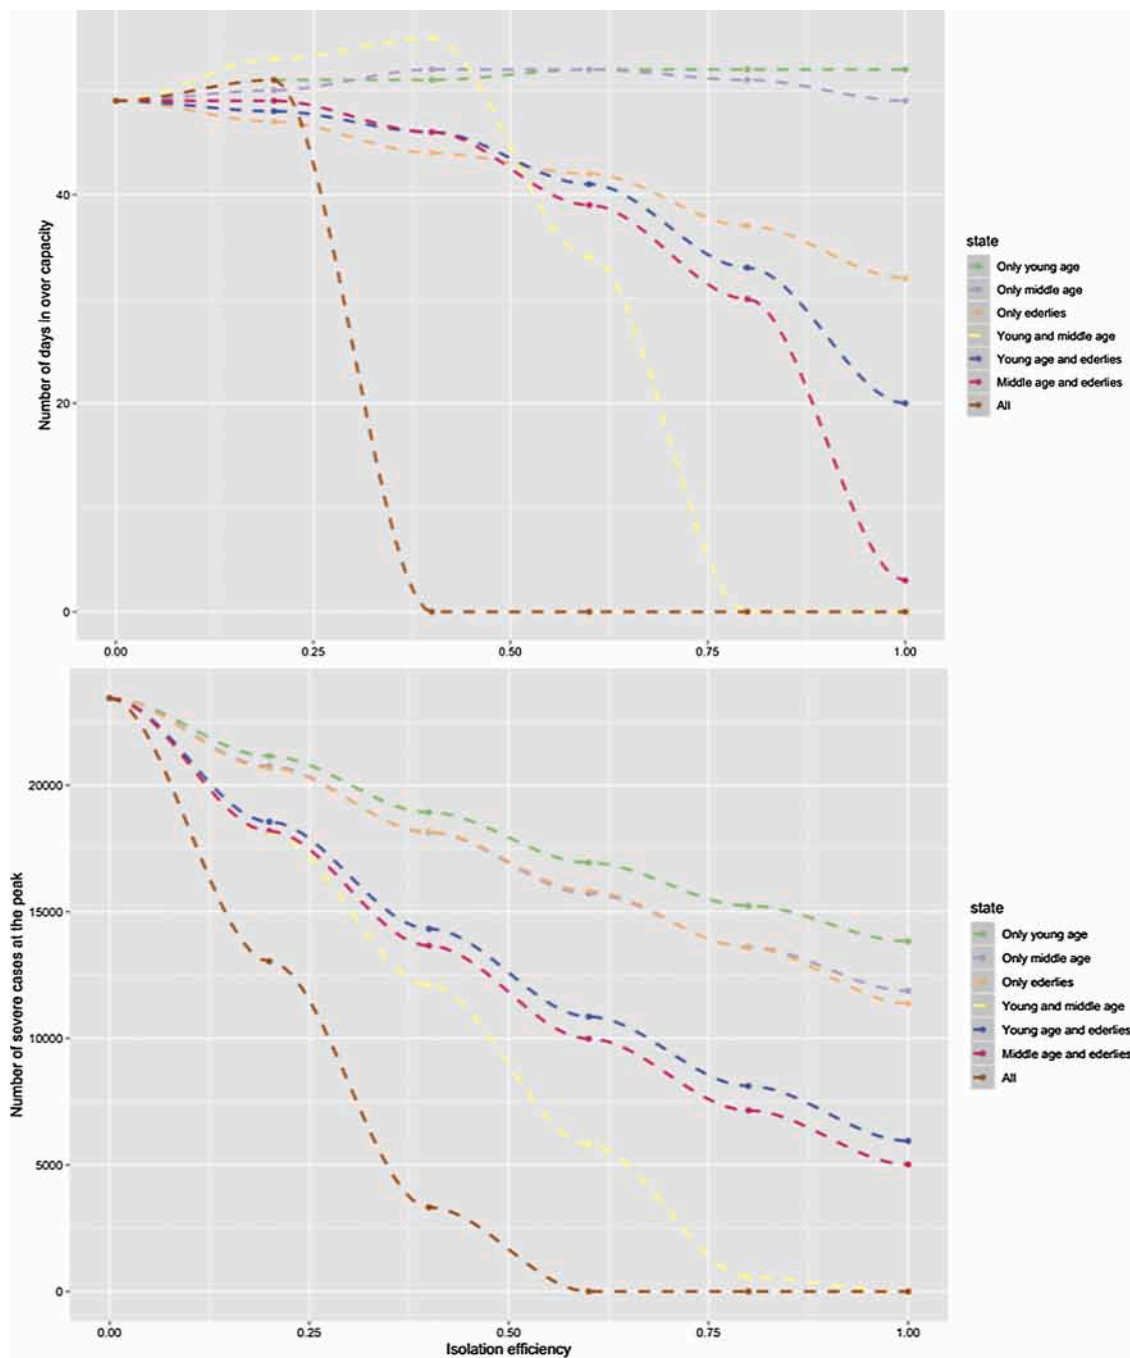 Number of days in over capacity
40
20
0
0.00 0.25 0.50 0.75 1.00
state
Only young age
Only middle age
Only ederlies
Young and middle age
Young age and ederlies
Middle age and ederlies
All
Number of severe cases at the peak
20000
15000
10000
5000
0
0.00 0.25 0.50 0.75 1.00
Isolation efficiency
state
Only young age
Only middle age
Only ederlies
Young and middle age
Young age and ederlies
Middle age and ederlies
All